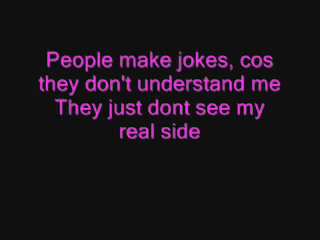 People make jokes, cos
they don't understand me
They just dont see my
real side